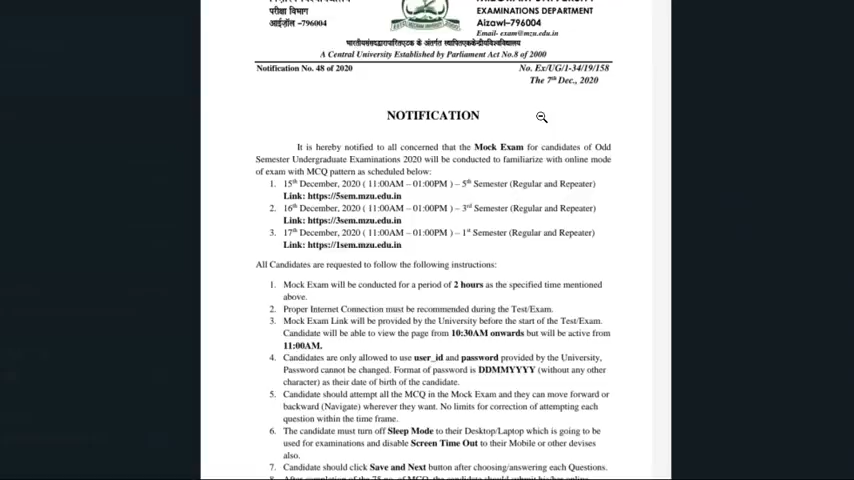 परीक्षा विभाग
आईज़ॉल -796004
EXAMINATIONS DEPARTMENT
Aizawl–796004
Email- exam@mzu.edu.in
A Central University Established by Parliament Act No.8 of 2000
Notification No. 48 of 2020
No. Ex/UG/1-34/19/158
The 7th Dec., 2020
NOTIFICATION
It is hereby notified to all concerned that the Mock Exam for candidates of Odd
Semester Undergraduate Examinations 2020 will be conducted to familiarize with online mode
of exam with MCQ pattern as scheduled below:
1. 15th December, 2020 ( 11:00AM – 01:00PM ) – 5th Semester (Regular and Repeater)
Link: https://5sem.mzu.edu.in
2. 16th December, 2020 ( 11:00AM – 01:00PM ) – 3rd Semester (Regular and Repeater)
Link: https://3sem.mzu.edu.in
3. 17th December, 2020 ( 11:00AM – 01:00PM ) – 1st Semester (Regular and Repeater)
Link: https://1sem.mzu.edu.in
All Candidates are requested to follow the following instructions:
1. Mock Exam will be conducted for a period of 2 hours as the specified time mentioned
above.
2. Proper Internet Connection must be recommended during the Test/Exam.
3. Mock Exam Link will be provided by the University before the start of the Test/Exam.
Candidate will be able to view the page from 10:30AM onwards but will be active from
11:00AM.
4. Candidates are only allowed to use user_id and password provided by the University,
Password cannot be changed. Format of password is DDMMYYYY (without any other
character) as their date of birth of the candidate.
5. Candidate should attempt all the MCQ in the Mock Exam and they can move forward or
backward (Navigate) wherever they want. No limits for correction of attempting each
question within the time frame.
6. The candidate must turn off Sleep Mode to their Desktop/Laptop which is going to be
used for examinations and disable Screen Time Out to their Mobile or other devises
also.
7. Candidate should click Save and Next button after choosing/answering each Questions.
8. After completion of the 75 no. of MCQ, the candidate should submit his/her online